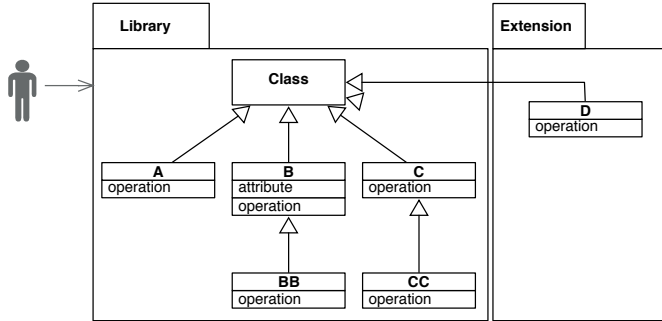 Library
Extension
Class
D
operation
A
operation
B
attribute
operation
C
operation
BB
operation
CC
operation